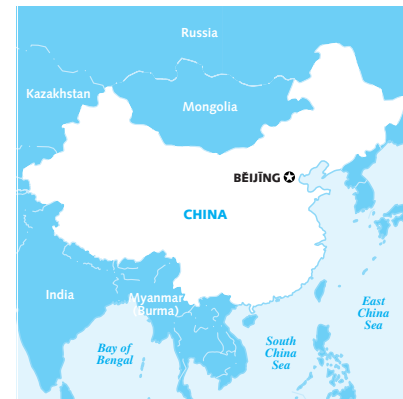 Russia
Kazakhstan
Mongolia
BĚIJĪNG
CHINA
India
Myanmar
(Burma)
East
China
Sea
Bay of
Bengal
South
China
Sea